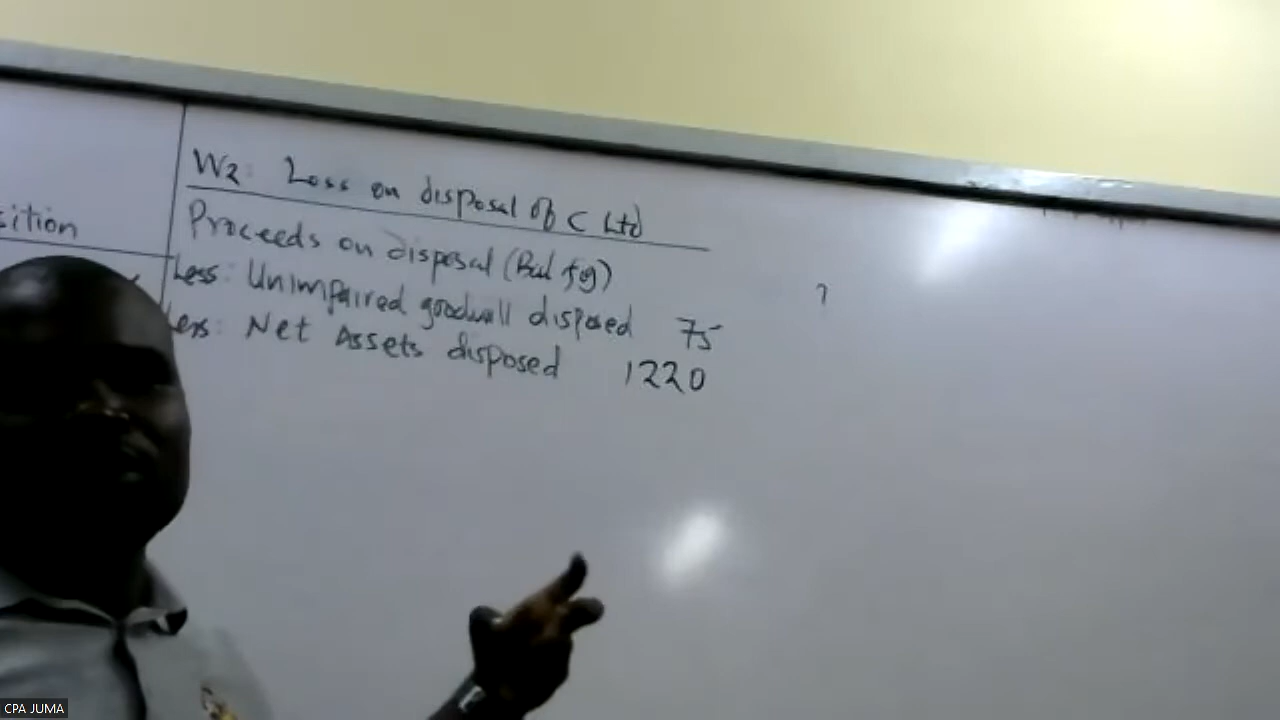 W2: Loss on disposal of C Ltd
sition
Proceeds on disposal (Bal fig) ?
Less: Unimpaired goodwill disposed 75
Less: Net Assets disposed 1220
CPA JUMA